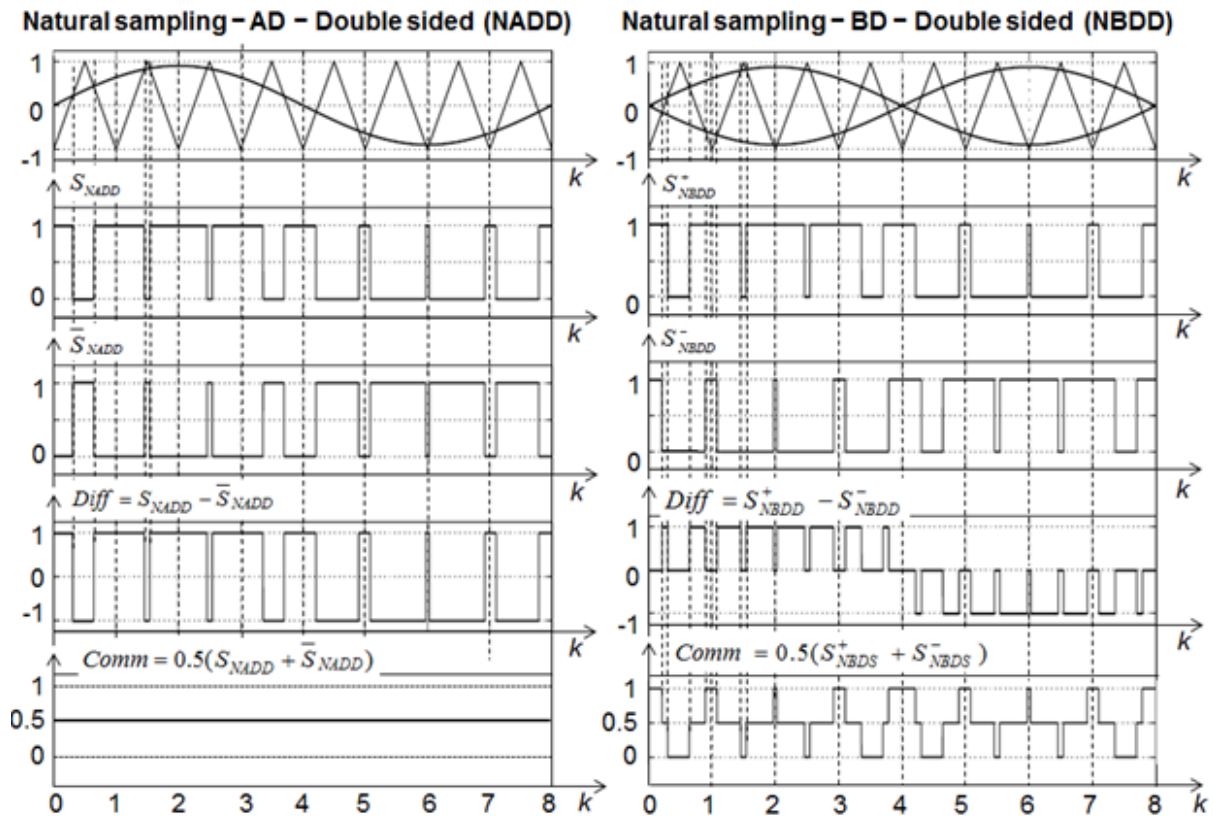 Natural sampling – AD – Double sided (NADD)
1
0
-1
k
S_NADD
1
0
k
S̅_NADD
1
0
k
Diff = S_NADD − S̅_NADD
1
0
-1
k
Comm = 0.5(S_NADD + S̅_NADD)
1
0.5
0
0 1 2 3 4 5 6 7 8 k
Natural sampling – BD – Double sided (NBDD)
1
0
-1
k
S⁺_NBDD
1
0
k
S⁻_NBDD
1
0
k
Diff = S⁺_NBDD − S⁻_NBDD
1
0
-1
k
Comm = 0.5(S⁺_NBDS + S⁻_NBDS)
1
0.5
0
0 1 2 3 4 5 6 7 8 k